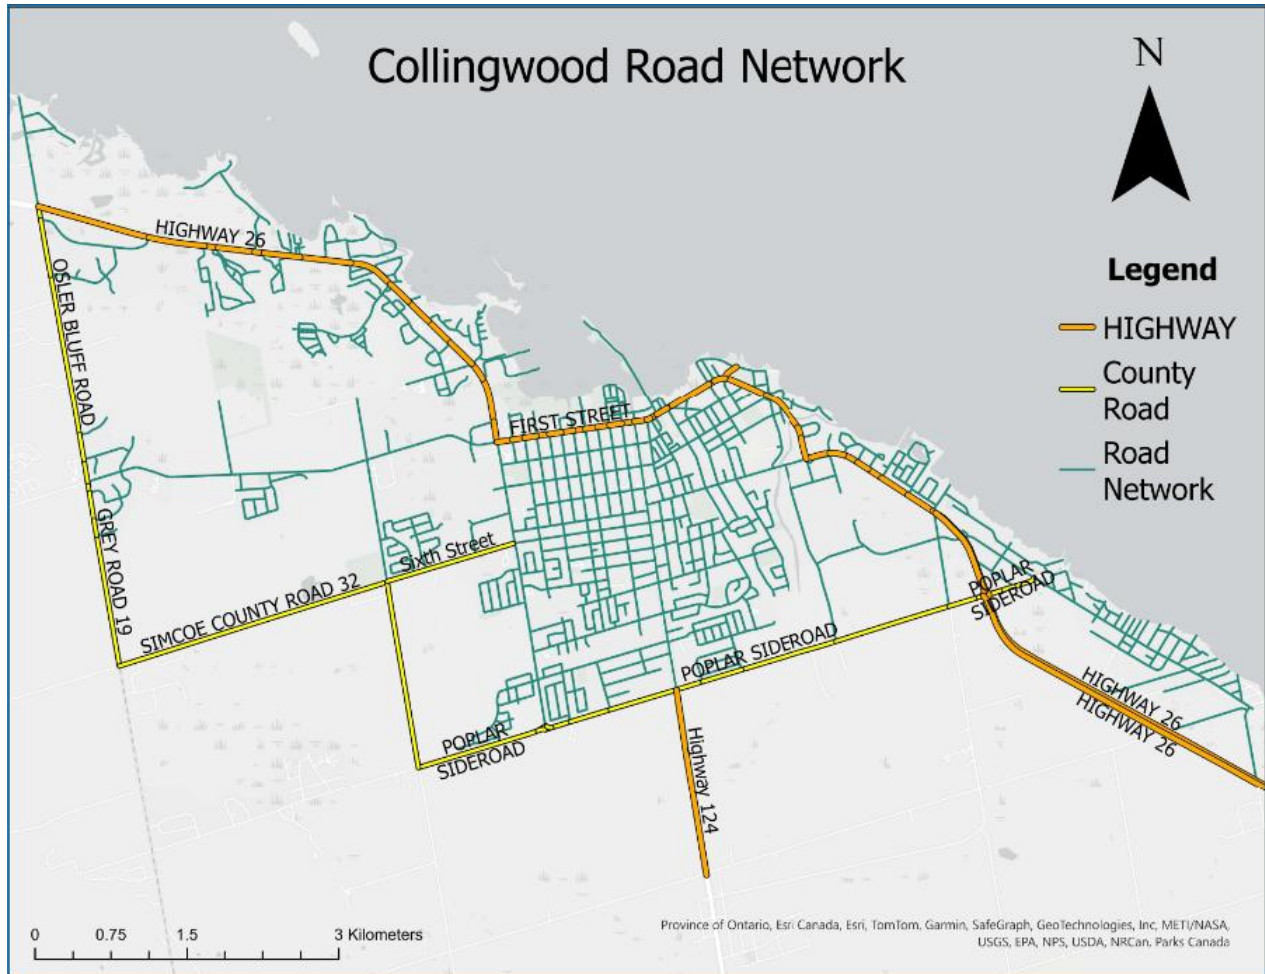 Collingwood Road Network
N
Legend
HIGHWAY
County
Road
Road
Network
HIGHWAY 26
OSLER BLUFF ROAD
FIRST STREET
GREY ROAD 19
Sixth Street
SIMCOE COUNTY ROAD 32
POPLAR
SIDEROAD
POPLAR SIDEROAD
POPLAR
SIDEROAD
HIGHWAY 26
HIGHWAY 26
Highway 124
0 0.75 1.5 3 Kilometers
Province of Ontario, Esri Canada, Esri, TomTom, Garmin, SafeGraph, GeoTechnologies, Inc, METI/NASA,
USGS, EPA, NPS, USDA, NRCan, Parks Canada